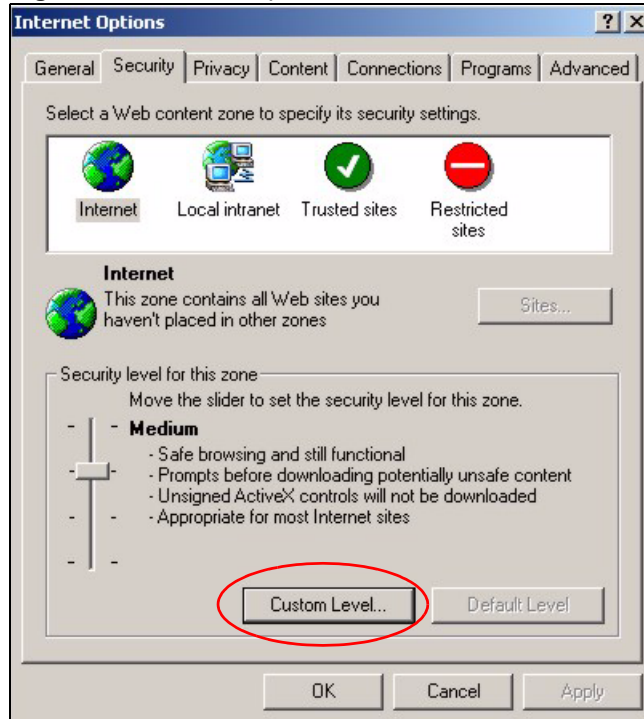 Internet Options
General Security Privacy Content Connections Programs Advanced
Select a Web content zone to specify its security settings.
Internet Local intranet Trusted sites Restricted sites
Internet
This zone contains all Web sites you
haven't placed in other zones
Sites...
Security level for this zone
Move the slider to set the security level for this zone.
Medium
- Safe browsing and still functional
- Prompts before downloading potentially unsafe content
- Unsigned ActiveX controls will not be downloaded
- Appropriate for most Internet sites
Custom Level... Default Level
OK Cancel Apply